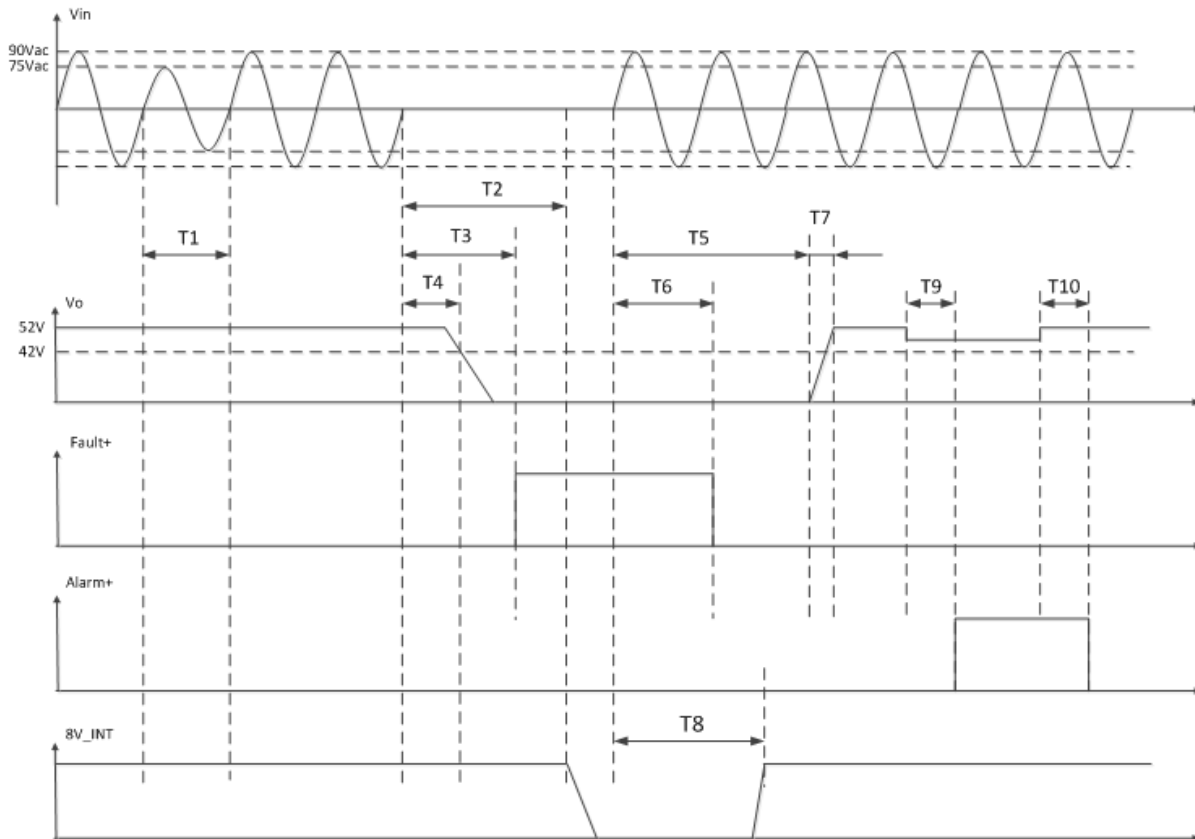 Vin
90Vac
75Vac
T2
T7
T1
T3
T5
T4
T6
T9
T10
Vo
52V
42V
Fault+
Alarm+
T8
8V_INT